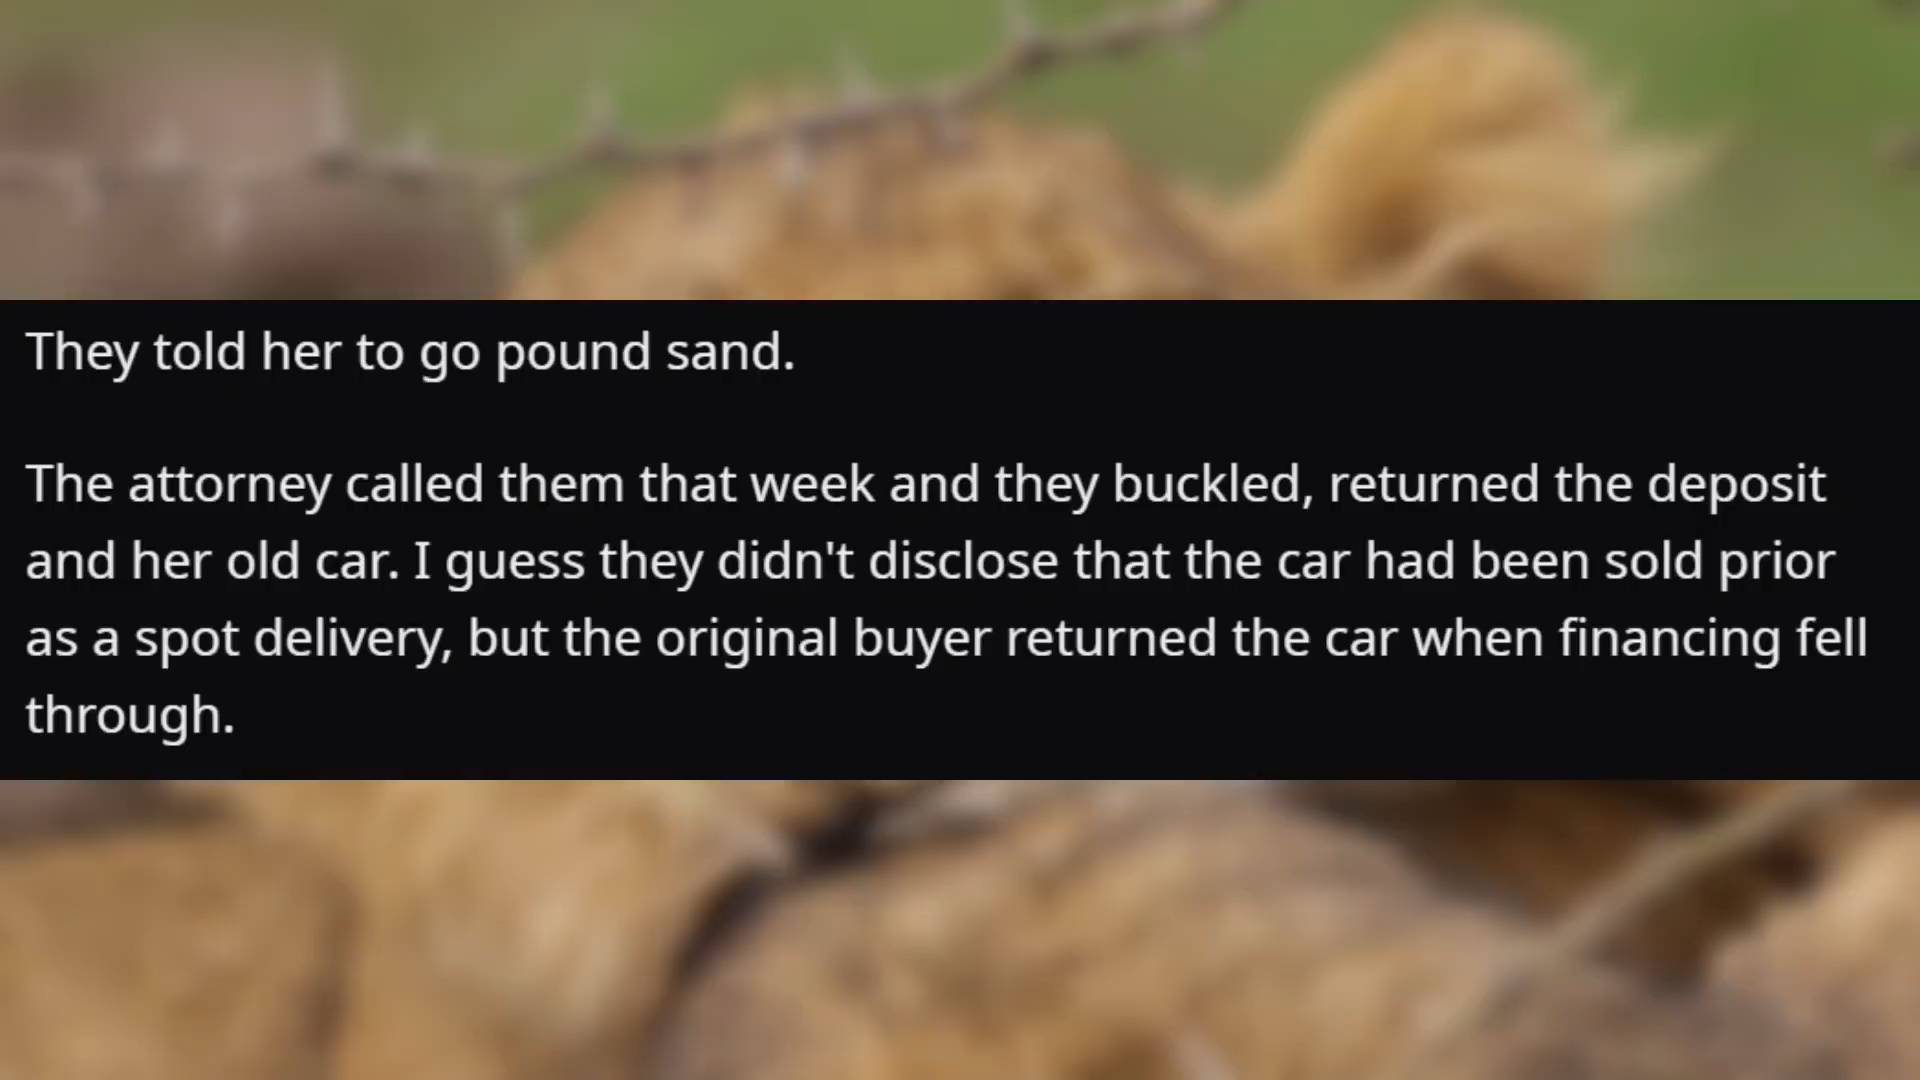 They told her to go pound sand.
The attorney called them that week and they buckled, returned the deposit
and her old car. I guess they didn't disclose that the car had been sold prior
as a spot delivery, but the original buyer returned the car when financing fell
through.